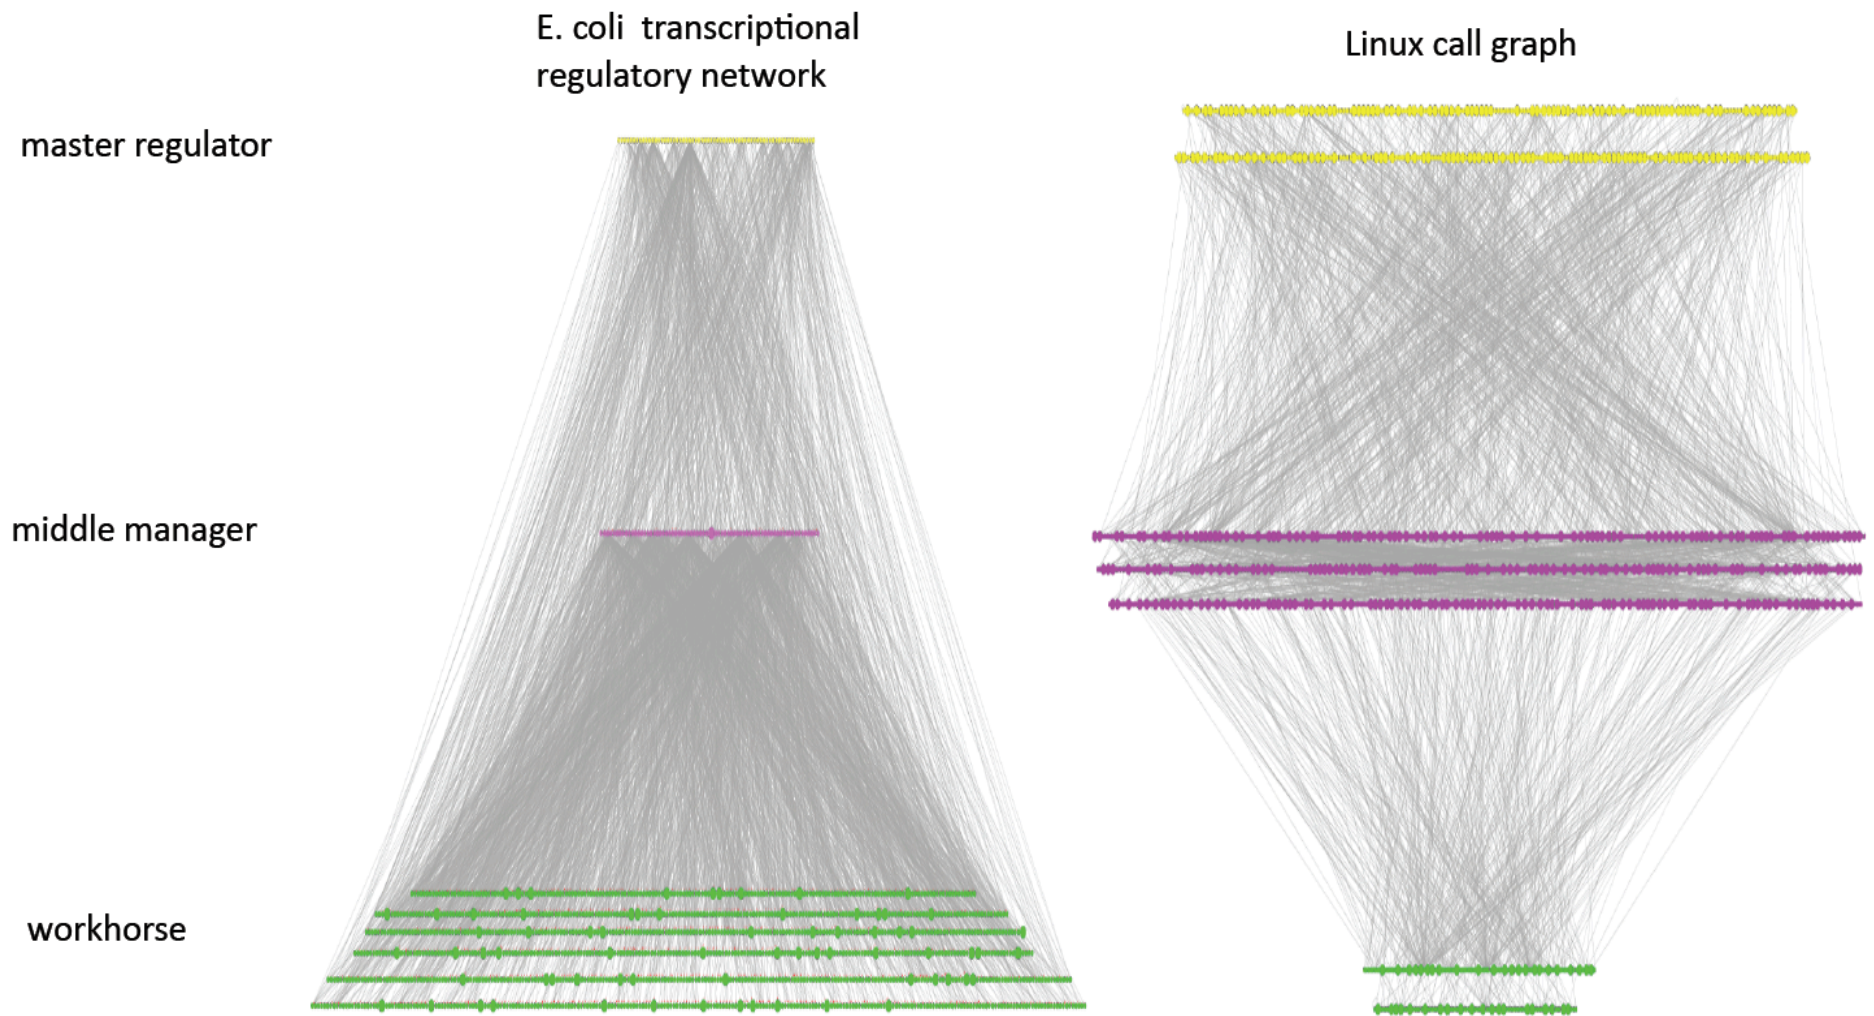 E. coli transcriptional
regulatory network
Linux call graph
master regulator
middle manager
workhorse